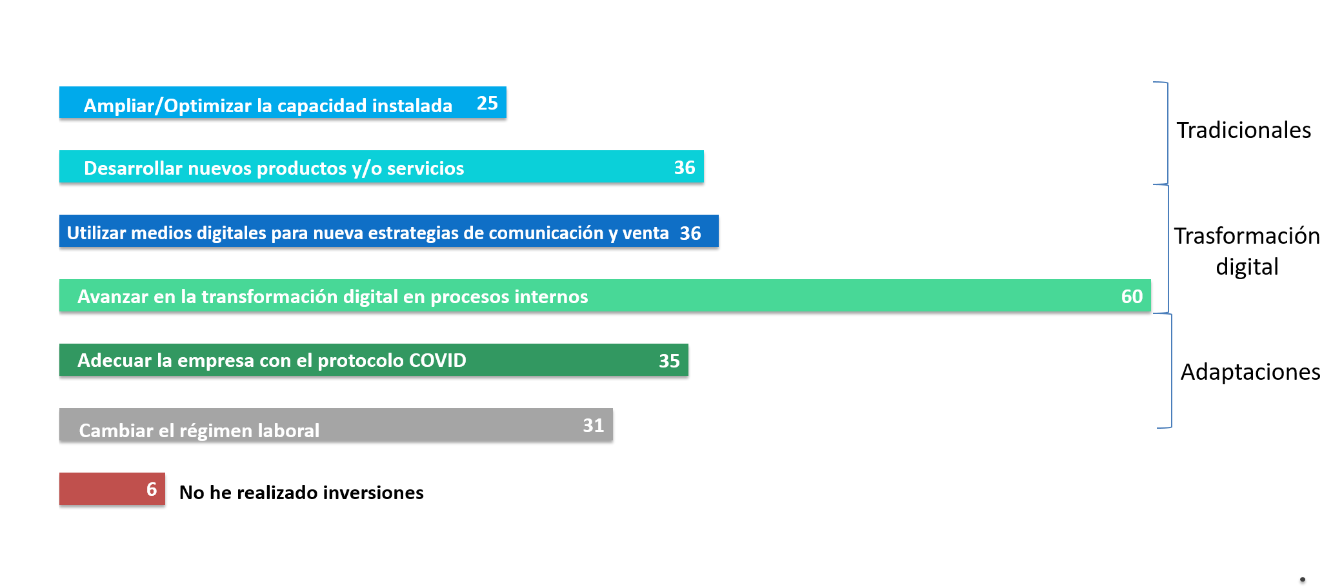 Ampliar/Optimizar la capacidad instalada 25
Tradicionales
Desarrollar nuevos productos y/o servicios 36
Utilizar medios digitales para nueva estrategias de comunicación y venta 36
Trasformación
digital
Avanzar en la transformación digital en procesos internos 60
Adecuar la empresa con el protocolo COVID 35
Adaptaciones
Cambiar el régimen laboral 31
6 No he realizado inversiones
.